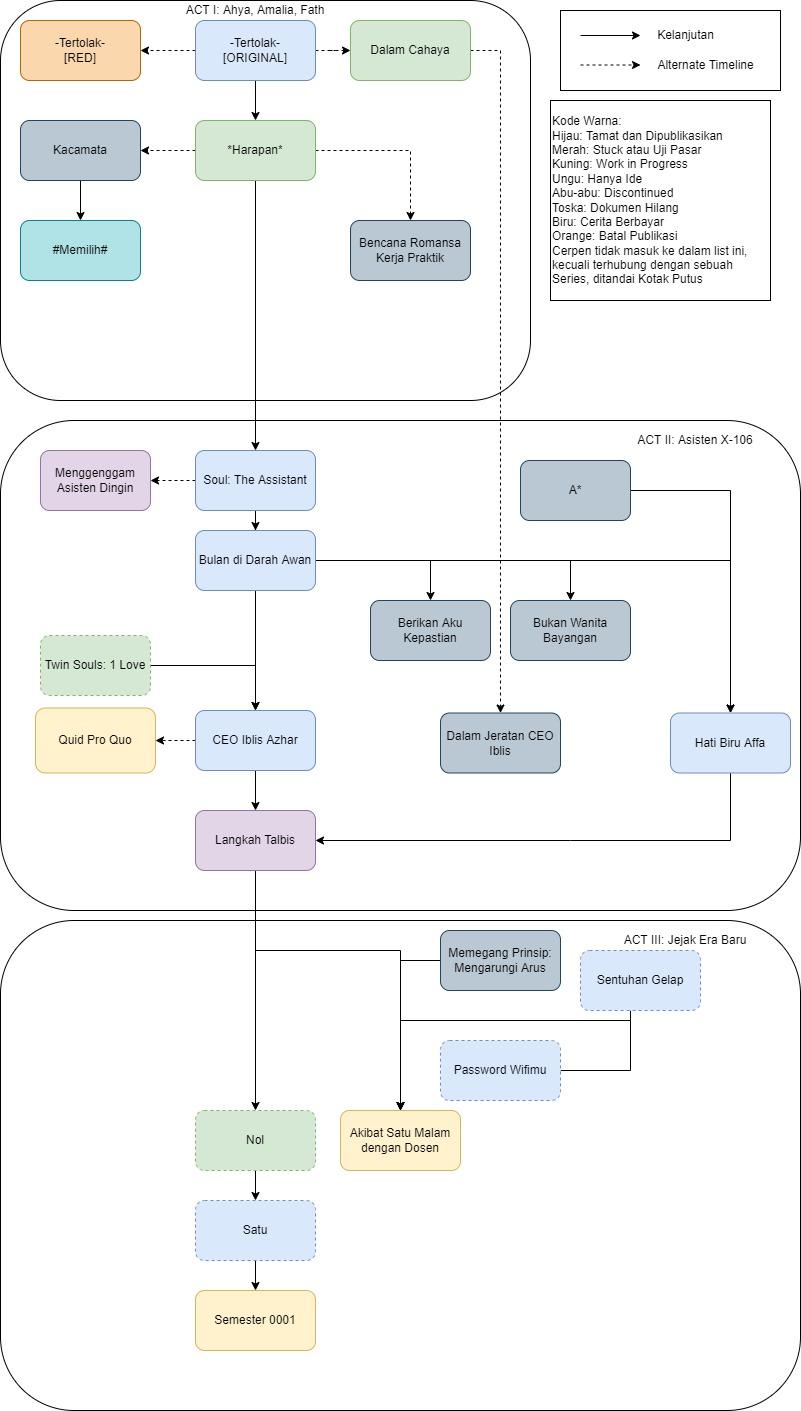 ACT I: Ahya, Amalia, Fath
-Tertolak-
[RED]
-Tertolak-
[ORIGINAL]
Dalam Cahaya
Kelanjutan
Alternate Timeline
Kode Warna:
Hijau: Tamat dan Dipublikasikan
Merah: Stuck atau Uji Pasar
Kuning: Work in Progress
Ungu: Hanya Ide
Abu-abu: Discontinued
Toska: Dokumen Hilang
Biru: Cerita Berbayar
Orange: Batal Publikasi
Cerpen tidak masuk ke dalam list ini,
kecuali terhubung dengan sebuah
Series, ditandai Kotak Putus
Kacamata
*Harapan*
#Memilih#
Bencana Romansa
Kerja Praktik
ACT II: Asisten X-106
Menggenggam
Asisten Dingin
Soul: The Assistant
A*
Bulan di Darah Awan
Berikan Aku
Kepastian
Bukan Wanita
Bayangan
Twin Souls: 1 Love
Quid Pro Quo
CEO Iblis Azhar
Dalam Jeratan CEO
Iblis
Hati Biru Affa
Langkah Talbis
ACT III: Jejak Era Baru
Memegang Prinsip:
Mengarungi Arus
Sentuhan Gelap
Password Wifimu
Nol
Akibat Satu Malam
dengan Dosen
Satu
Semester 0001